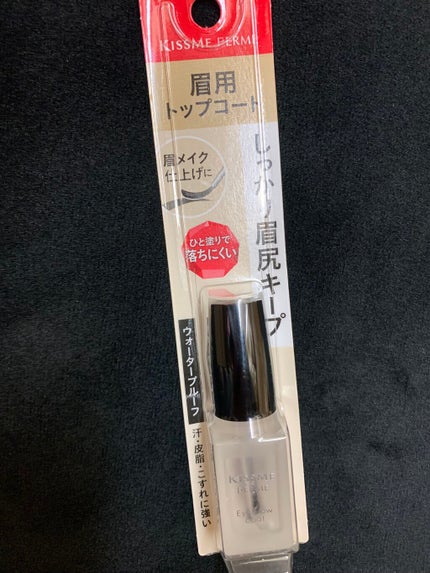 KISSME FERME
眉用
トップコート
眉メイク
仕上げに
しっかり眉尻キープ
ひと塗りで
落ちにくい
ウォータープルーフ
汗・皮脂・こすれに強い
KISSME
FERME
Eyebrow
Coat